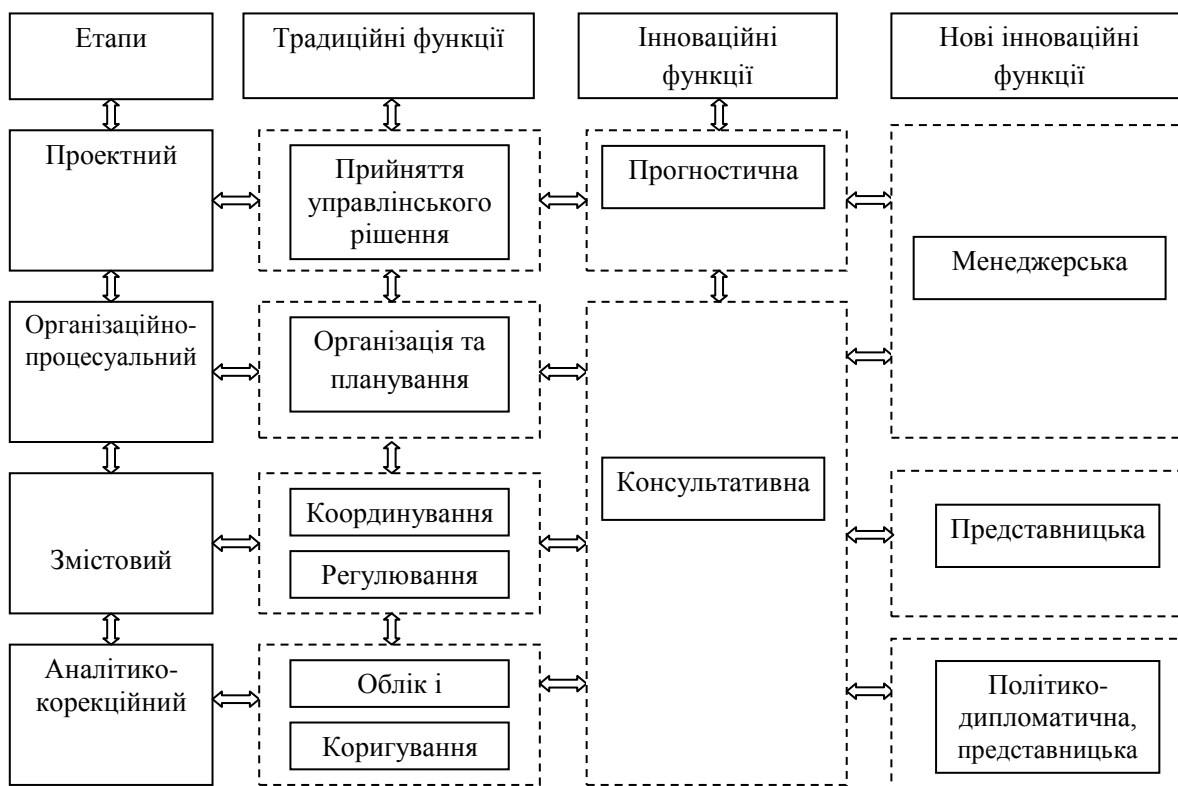 Етапи
Традиційні функції
Інноваційні
функції
Нові інноваційні
функції
Проектний
Прийняття
управлінського
рішення
Прогностична
Менеджерська
Організаційно-
процесуальний
Організація та
планування
Консультативна
Змістовий
Координування
Регулювання
Представницька
Аналітико-
корекційний
Облік і
Коригування
Політико-
дипломатична,
представницька